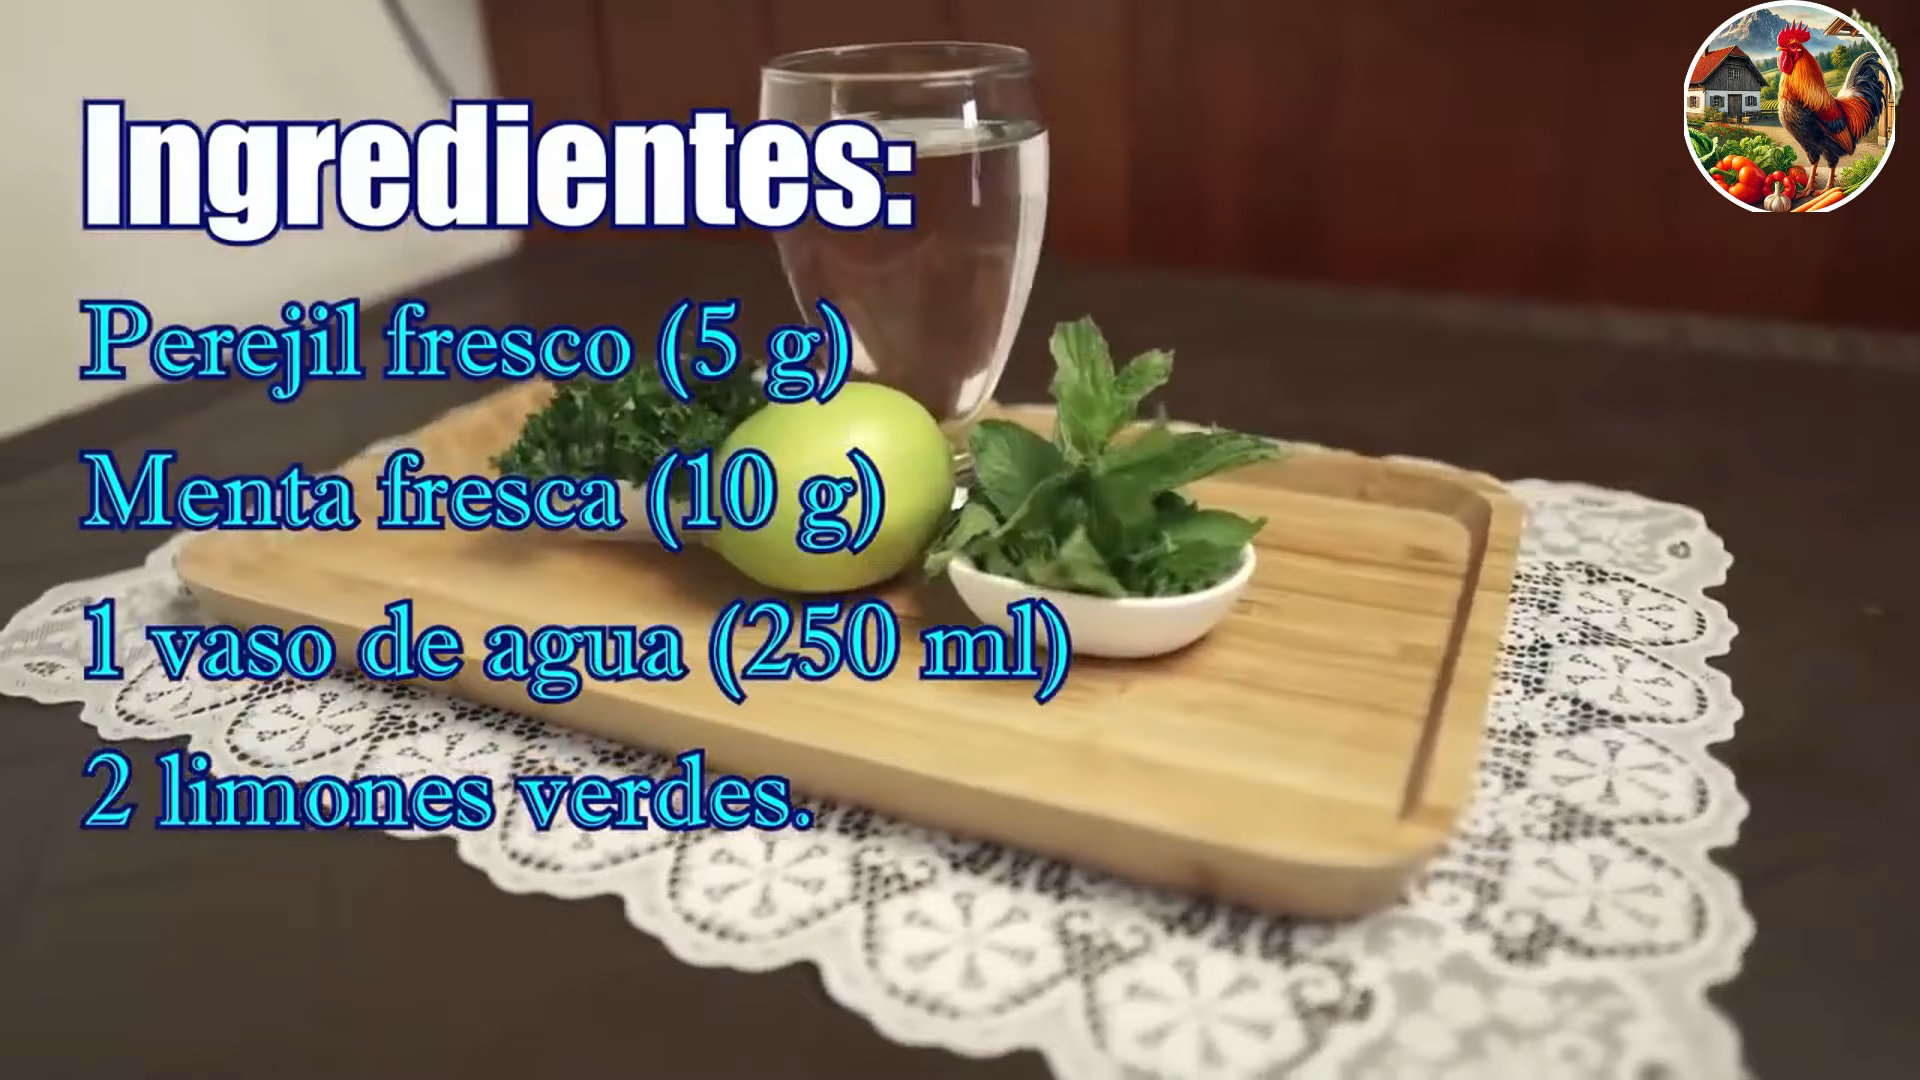 Ingredientes:
Perejil fresco (5 g)
Menta fresca (10 g)
1 vaso de agua (250 ml)
2 limones verdes.